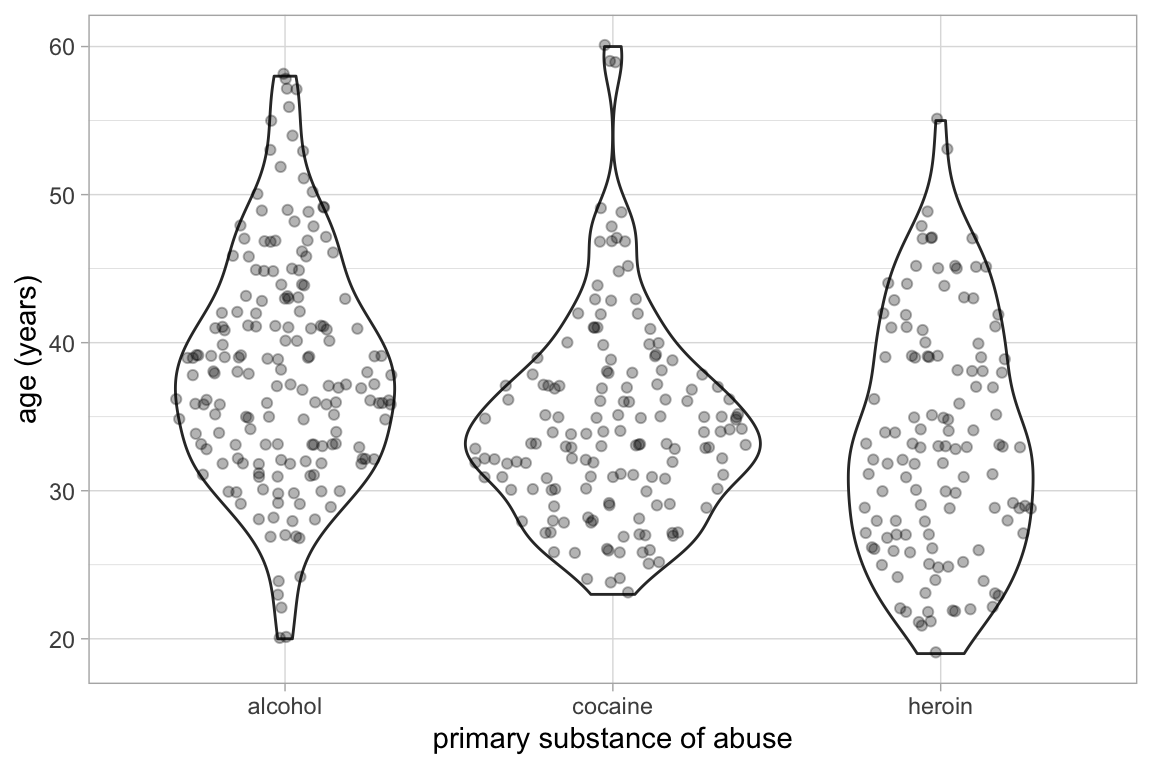 60
50
40
30
20
age (years)
alcohol
cocaine
heroin
primary substance of abuse